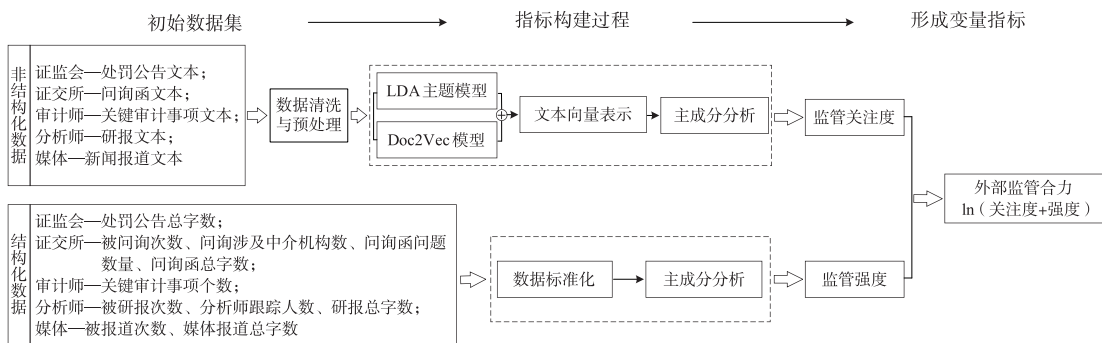 初始数据集
指标构建过程
形成变量指标
非结构化数据
证监会—处罚公告文本;
证交所—问询函文本;
审计师—关键审计事项文本;
分析师—研报文本;
媒体—新闻报道文本
数据清洗
与预处理
LDA主题模型
Doc2Vec模型
文本向量表示
主成分分析
监管关注度
结构化数据
证监会—处罚公告总字数;
证交所—被问询次数、问询涉及中介机构数、问询函问题
数量、问询函总字数;
审计师—关键审计事项个数;
分析师—被研报次数、分析师跟踪人数、研报总字数;
媒体—被报道次数、媒体报道总字数
数据标准化
主成分分析
监管强度
外部监管合力
ln(关注度+强度)